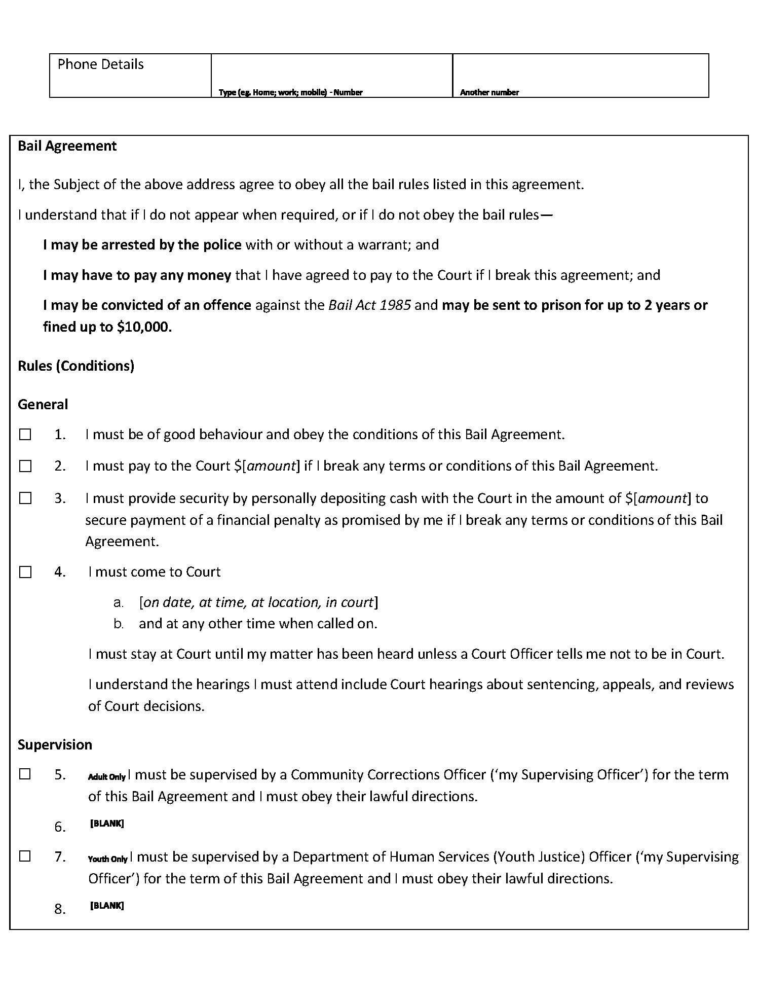 Phone Details
Type (eg. Home; work; mobile) - Number
Another number
Bail Agreement
I, the Subject of the above address agree to obey all the bail rules listed in this agreement.
I understand that if I do not appear when required, or if I do not obey the bail rules—
I may be arrested by the police with or without a warrant; and
I may have to pay any money that I have agreed to pay to the Court if I break this agreement; and
I may be convicted of an offence against the Bail Act 1985 and may be sent to prison for up to 2 years or
fined up to $10,000.
Rules (Conditions)
General
☐ 1. I must be of good behaviour and obey the conditions of this Bail Agreement.
☐ 2. I must pay to the Court $[amount] if I break any terms or conditions of this Bail Agreement.
☐ 3. I must provide security by personally depositing cash with the Court in the amount of $[amount] to
secure payment of a financial penalty as promised by me if I break any terms or conditions of this Bail
Agreement.
☐ 4. I must come to Court
a. [on date, at time, at location, in court]
b. and at any other time when called on.
I must stay at Court until my matter has been heard unless a Court Officer tells me not to be in Court.
I understand the hearings I must attend include Court hearings about sentencing, appeals, and reviews
of Court decisions.
Supervision
☐ 5. Adult Only I must be supervised by a Community Corrections Officer (‘my Supervising Officer’) for the term
of this Bail Agreement and I must obey their lawful directions.
6. [BLANK]
☐ 7. Youth Only I must be supervised by a Department of Human Services (Youth Justice) Officer (‘my Supervising
Officer’) for the term of this Bail Agreement and I must obey their lawful directions.
8. [BLANK]